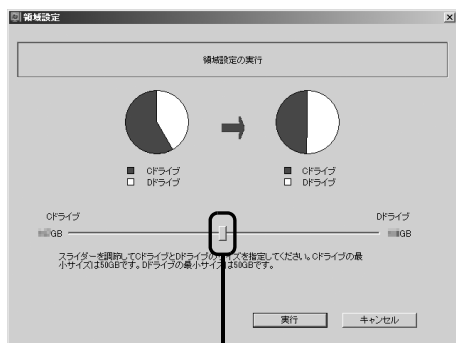 領域設定
領域設定の実行
Cドライブ
Dドライブ
Cドライブ
Dドライブ
Cドライブ
Dドライブ
GB
GB
スライダーを調節してCドライブとDドライブのサイズを指定してください。Cドライブの最
小サイズは50GBです。Dドライブの最小サイズは50GBです。
実行
キャンセル